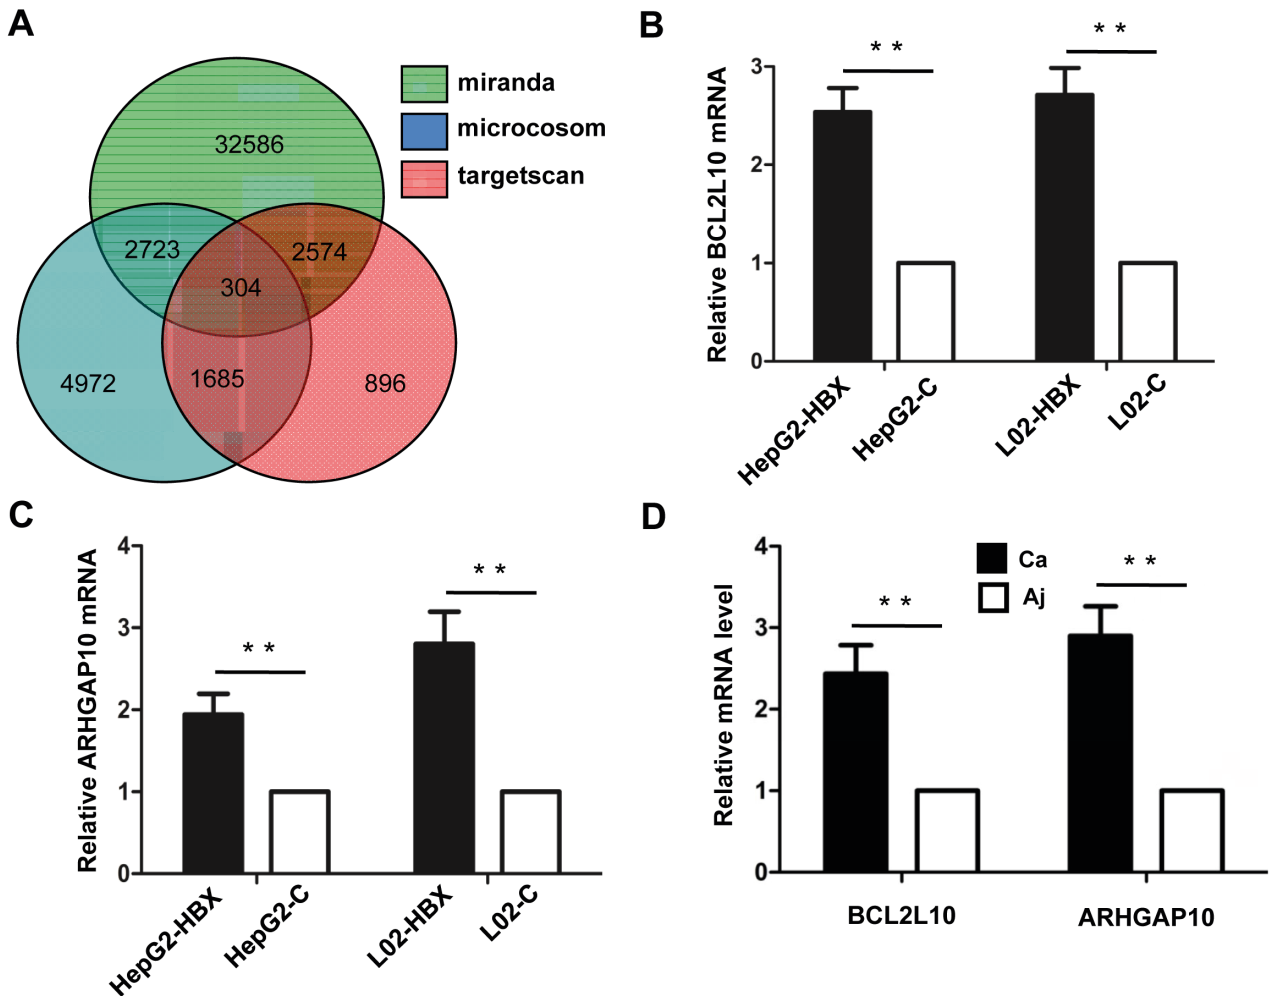 A
miranda
microcosom
targetscan
32586
2723
2574
304
4972
1685
896
B
Relative BCL2L10 mRNA
3
2
1
0
* *
* *
HepG2-HBX
HepG2-C
L02-HBX
L02-C
C
Relative ARHGAP10 mRNA
4
3
2
1
0
* *
* *
HepG2-HBX
HepG2-C
L02-HBX
L02-C
D
Relative mRNA level
4
3
2
1
0
Ca
Aj
* *
* *
BCL2L10
ARHGAP10